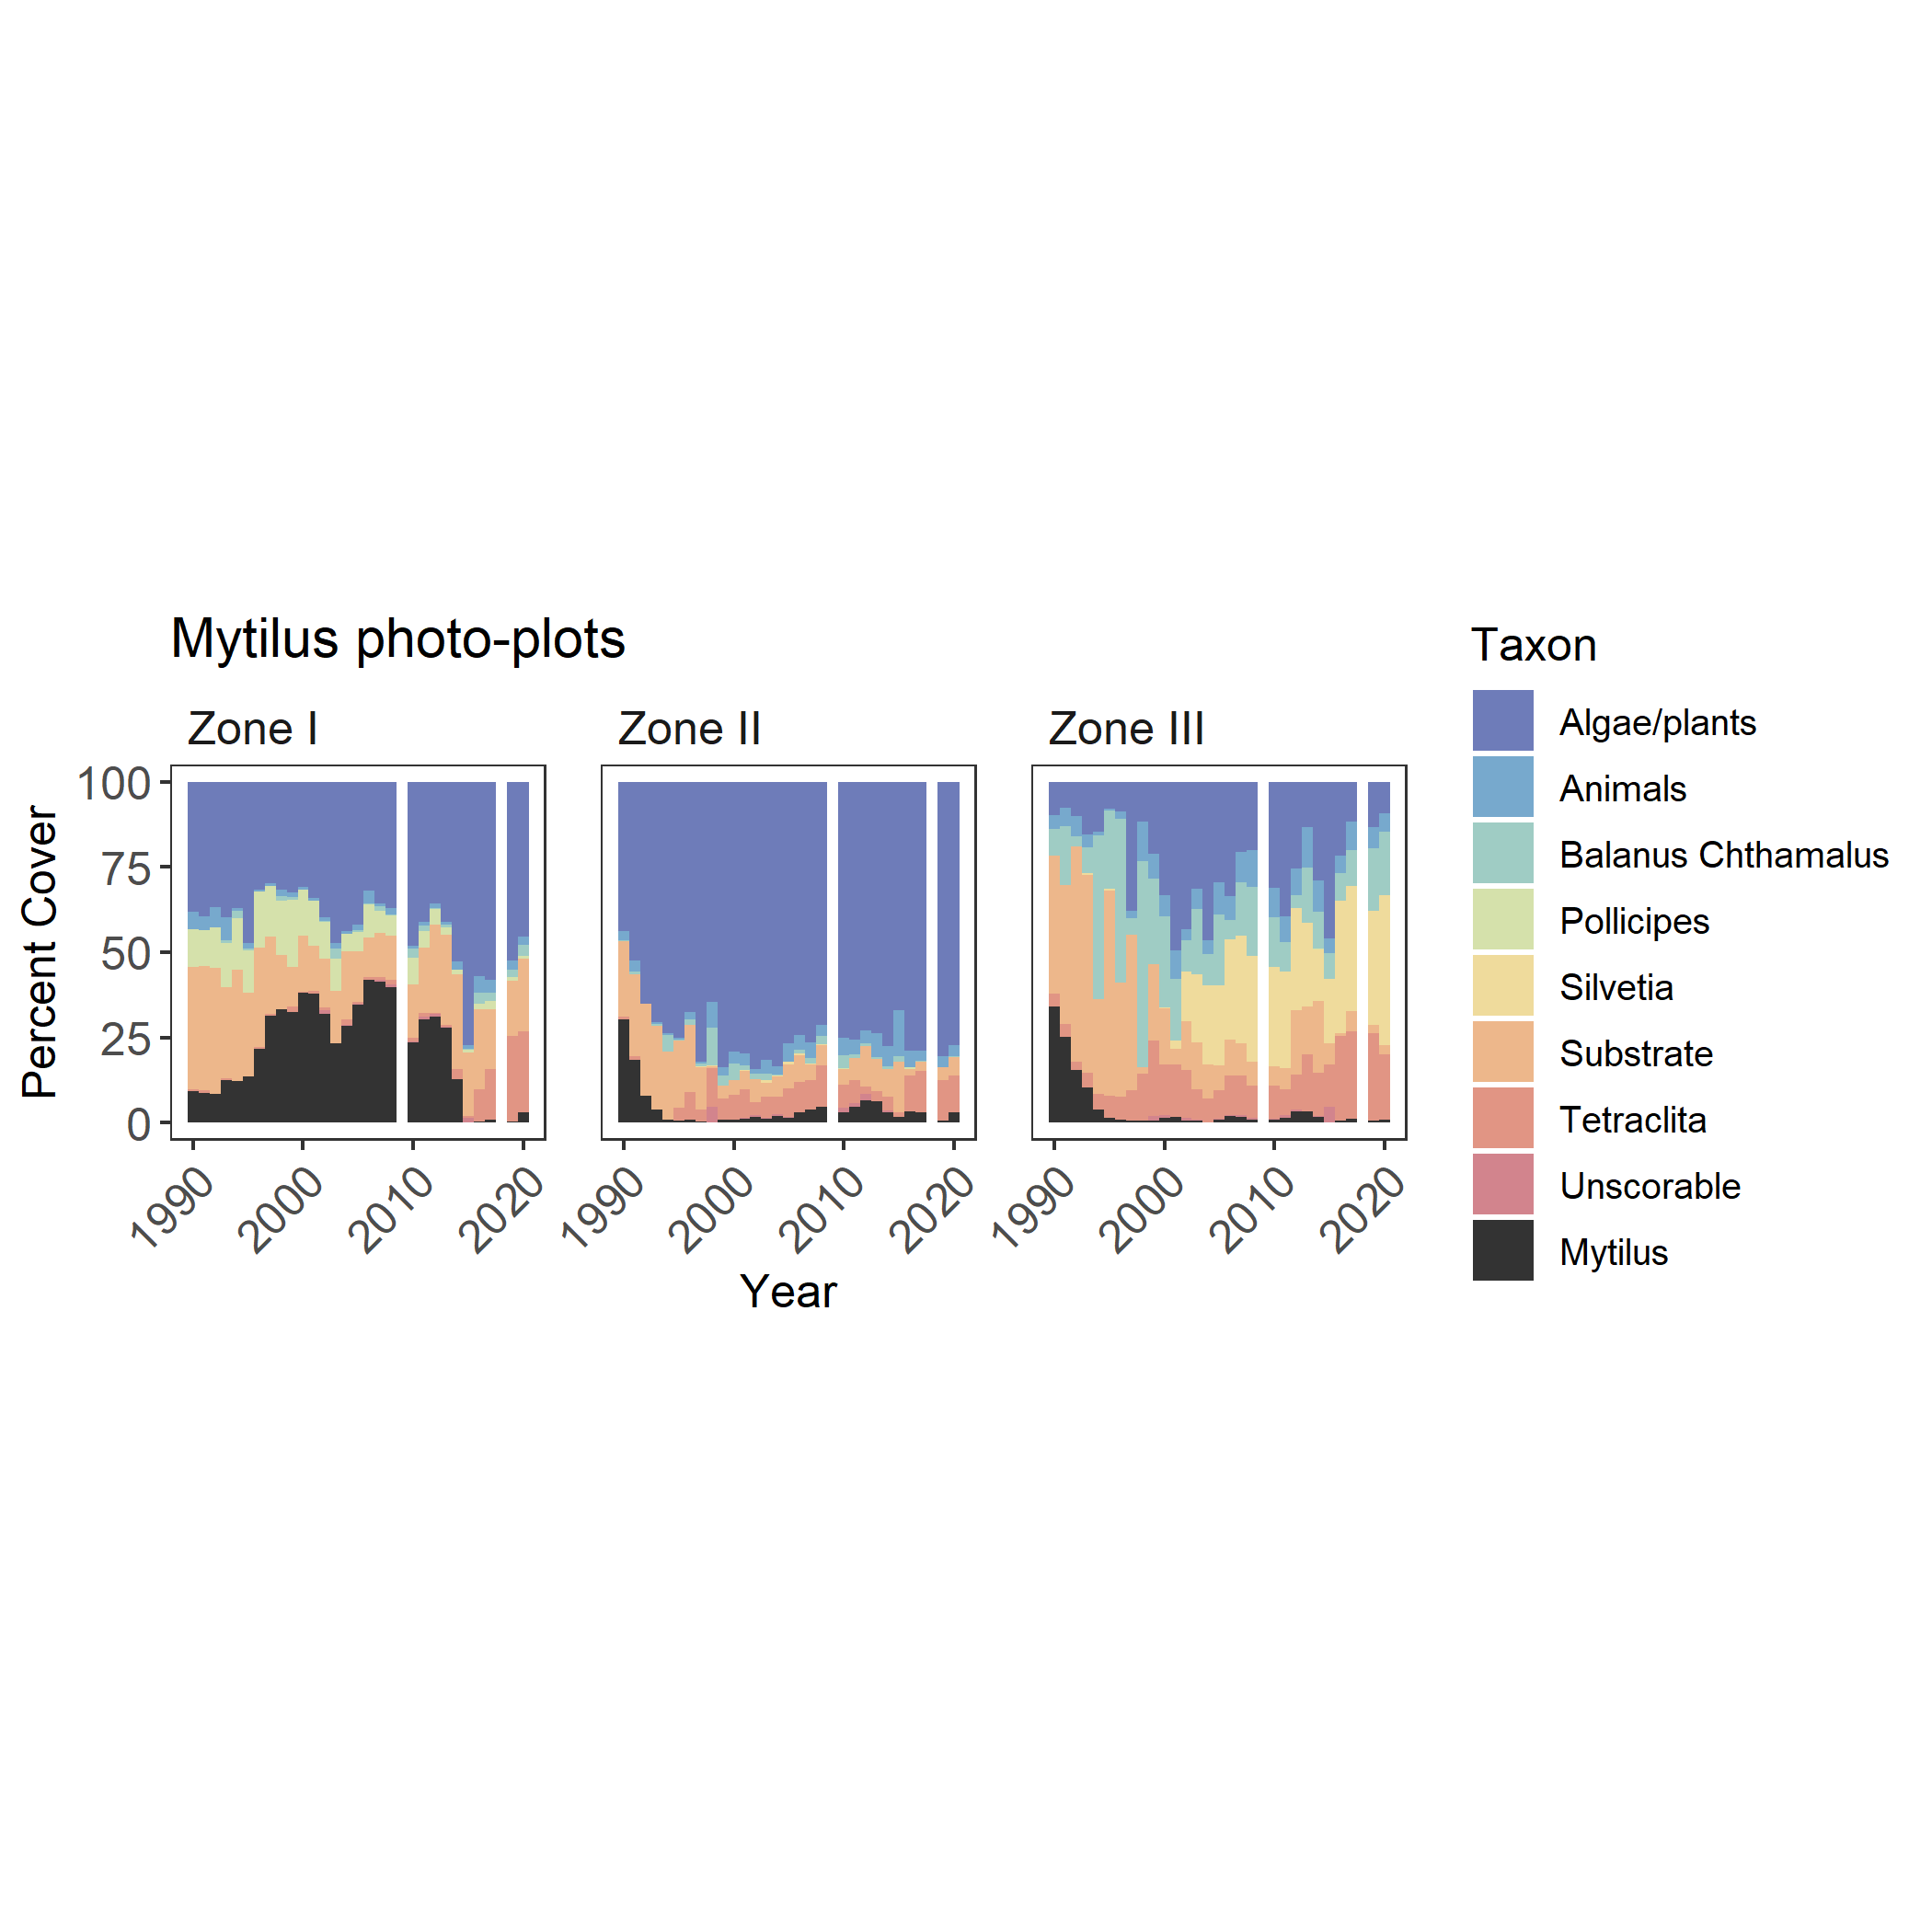 Mytilus photo-plots
Zone I
Zone II
Zone III
100
75
50
25
0
Percent Cover
1990
2000
2010
2020
1990
2000
2010
2020
1990
2000
2010
2020
Year
Taxon
Algae/plants
Animals
Balanus Chthamalus
Pollicipes
Silvetia
Substrate
Tetraclita
Unscorable
Mytilus